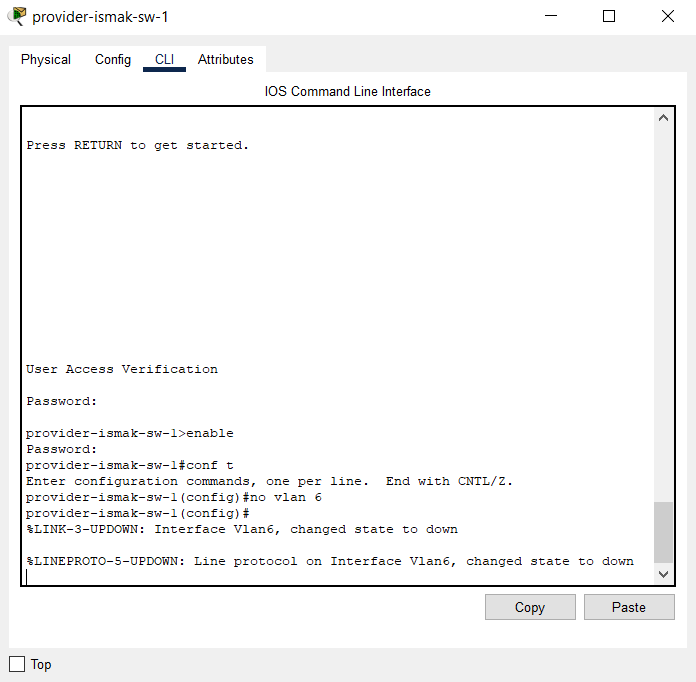 provider-ismak-sw-1
Physical Config CLI Attributes
IOS Command Line Interface
Press RETURN to get started.
User Access Verification
Password:
provider-ismak-sw-1>enable
Password:
provider-ismak-sw-1#conf t
Enter configuration commands, one per line.  End with CNTL/Z.
provider-ismak-sw-1(config)#no vlan 6
provider-ismak-sw-1(config)#
%LINK-3-UPDOWN: Interface Vlan6, changed state to down
%LINEPROTO-5-UPDOWN: Line protocol on Interface Vlan6, changed state to down
Copy Paste
Top